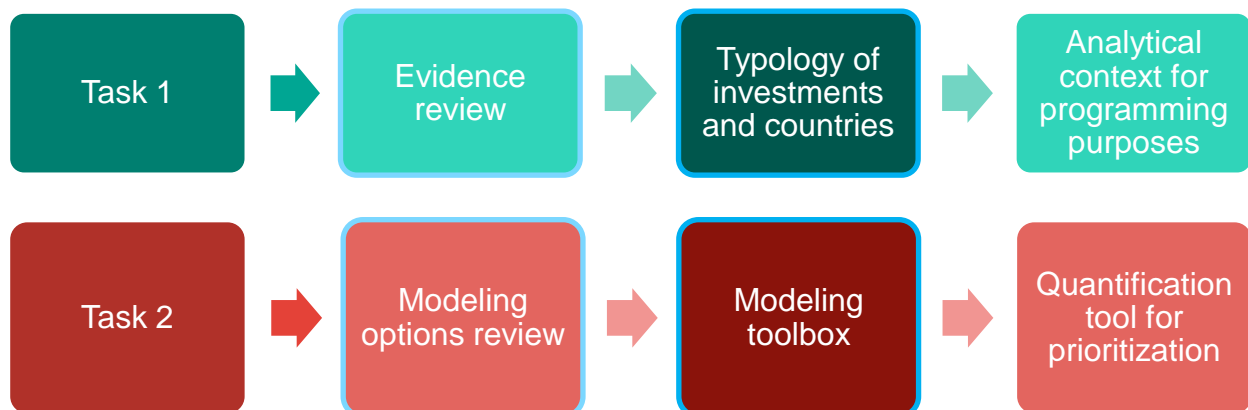 Task 1
Evidence
review
Typology of
investments
and countries
Analytical
context for
programming
purposes
Task 2
Modeling
options review
Modeling
toolbox
Quantification
tool for
prioritization